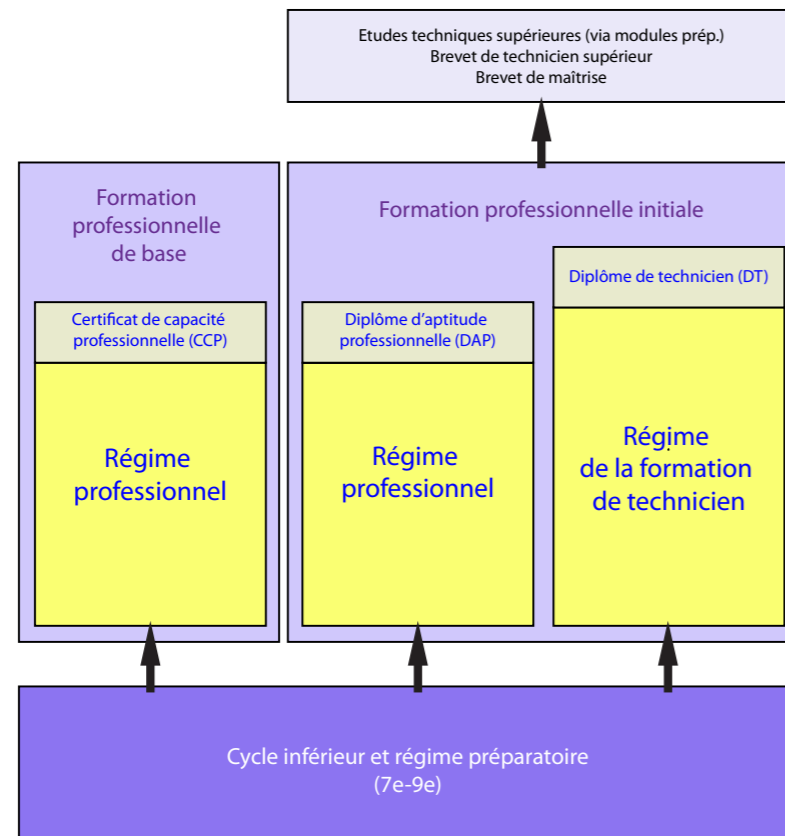 Etudes techniques supérieures (via modules prép.)
Brevet de technicien supérieur
Brevet de maîtrise
Formation
professionnelle
de base
Formation professionnelle initiale
Diplôme de technicien (DT)
Certificat de capacité
professionnelle (CCP)
Diplôme d'aptitude
professionnelle (DAP)
Régime
professionnel
Régime
professionnel
Régime
de la formation
de technicien
Cycle inférieur et régime préparatoire
(7e-9e)